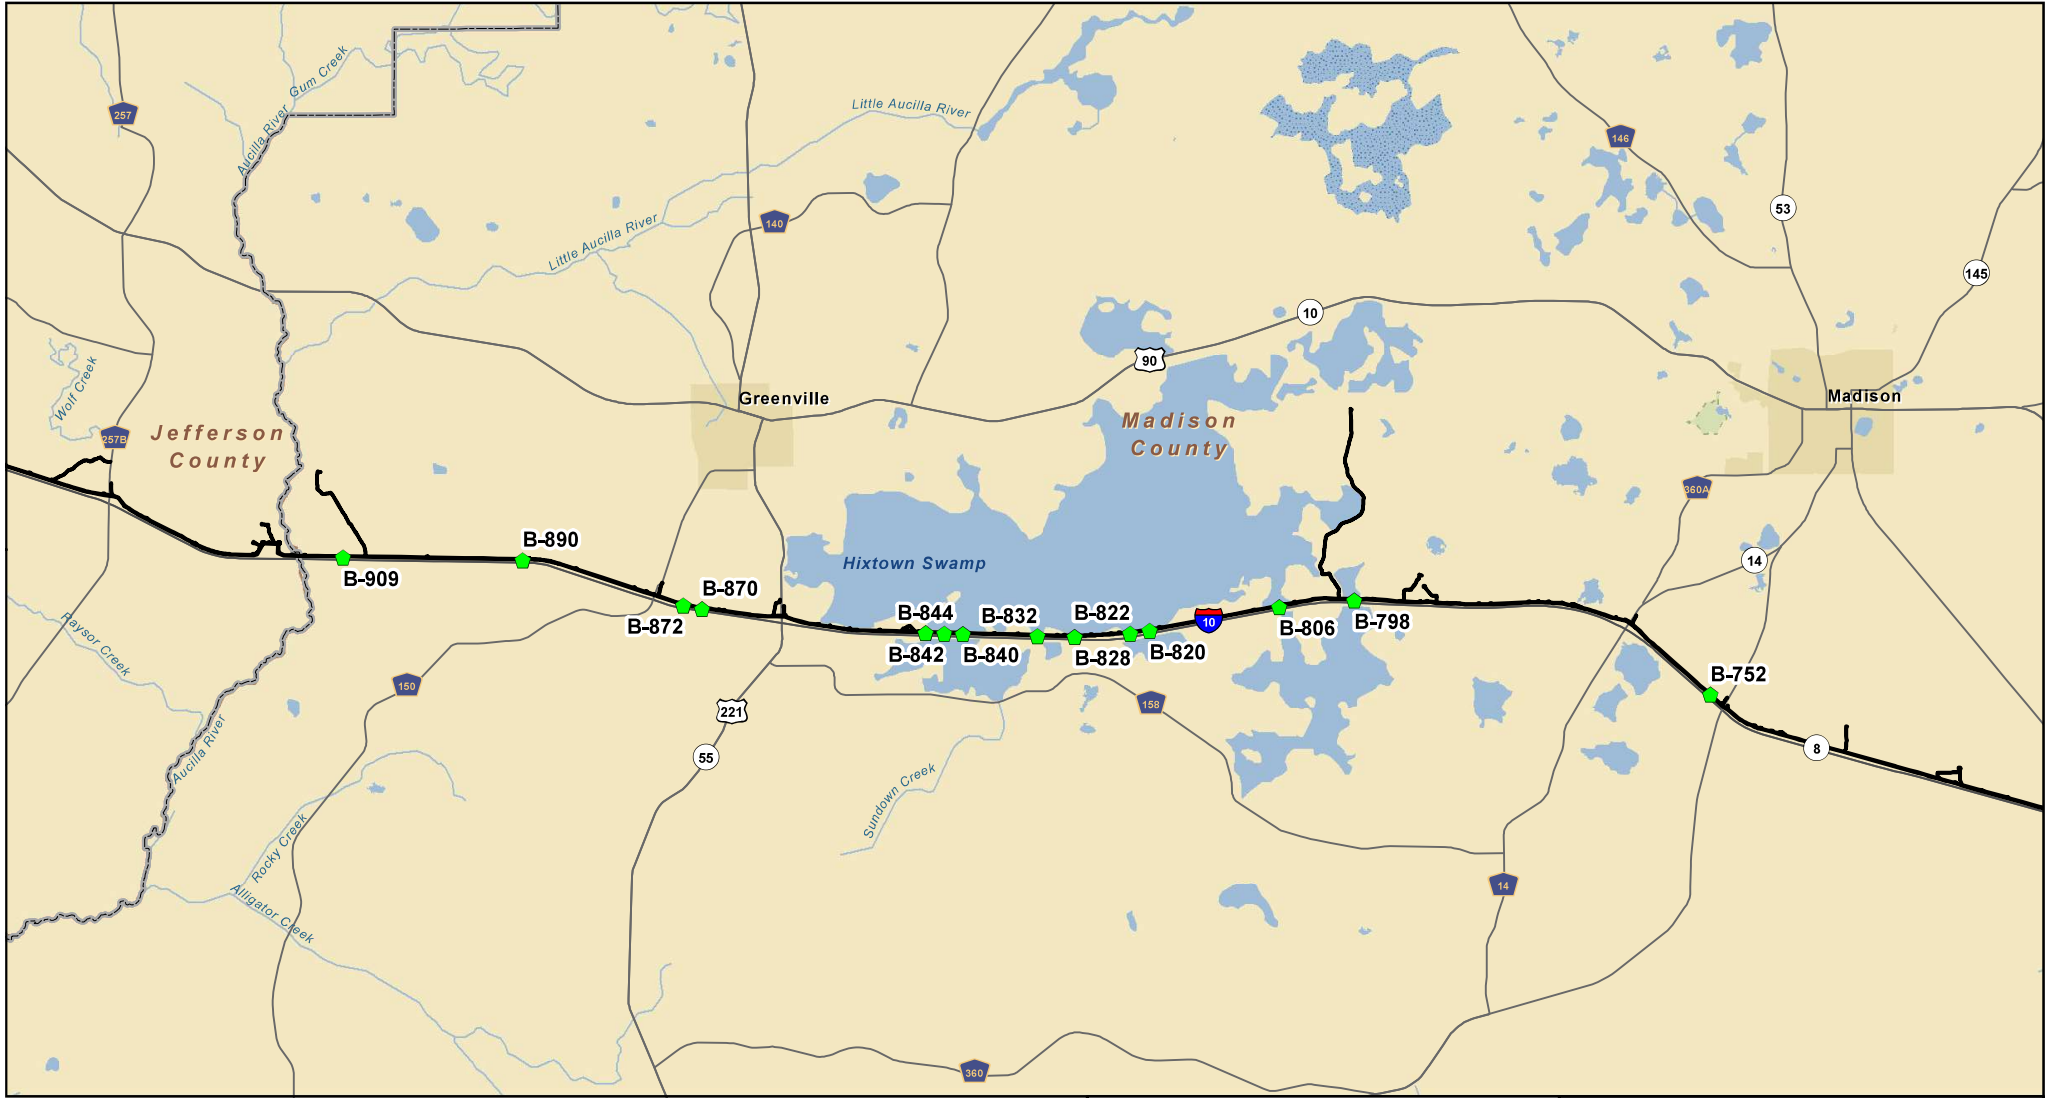 Gum Creek
Aucilla River
257
Little Aucilla River
146
53
140
Little Aucilla River
145
10
90
Wolf Creek
Greenville
Madison
257B
Jefferson
County
Madison
County
360A
B-890
B-909
Hixtown Swamp
14
B-870
B-872
B-844
B-832
B-822
10
B-806
B-798
B-842
B-840
B-828
B-820
Raysor Creek
150
B-752
158
221
Aucilla River
55
8
Sundown Creek
Rocky Creek
14
Alligator Creek
360